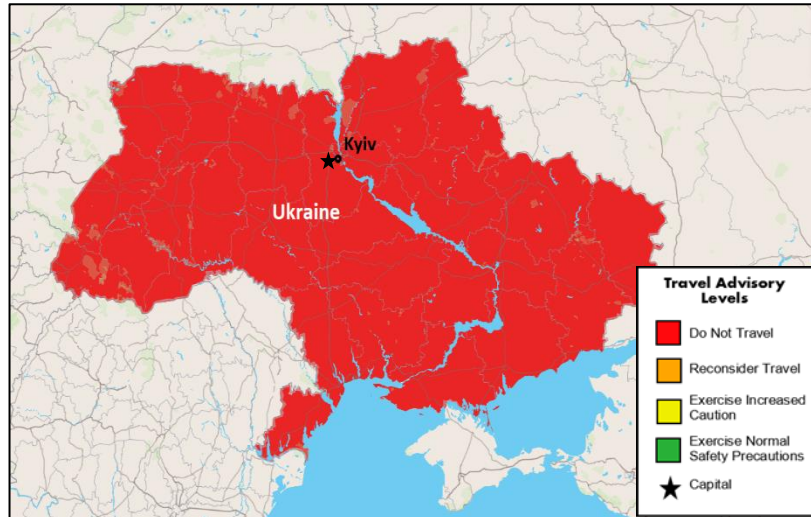 Kyiv
Ukraine
Travel Advisory
Levels
Do Not Travel
Reconsider Travel
Exercise Increased
Caution
Exercise Normal
Safety Precautions
Capital